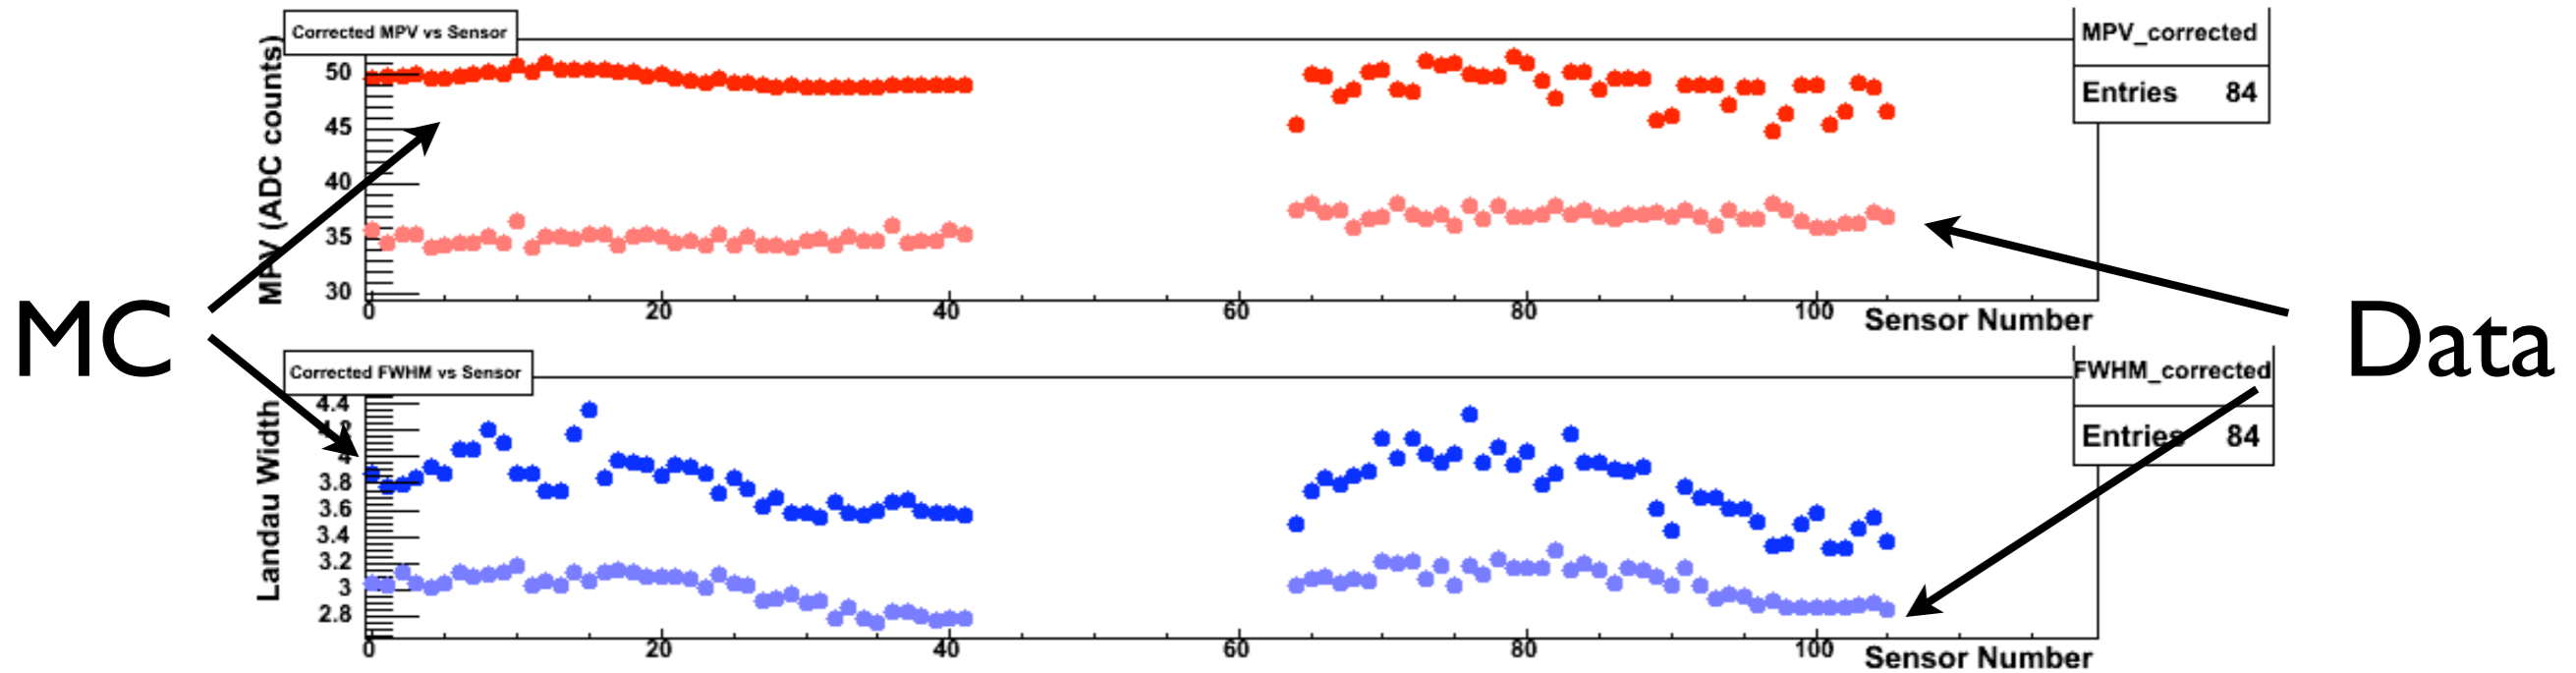 Corrected MPV vs Sensor
MPV_corrected
Entries 84
MPV (ADC counts)
50
45
40
35
30
0 20 40 60 80 100
Sensor Number
MC
Data
Corrected FWHM vs Sensor
FWHM_corrected
Entries 84
Landau Width
4.4
4
3.8
3.6
3.4
3.2
3
2.8
0 20 40 60 80 100
Sensor Number